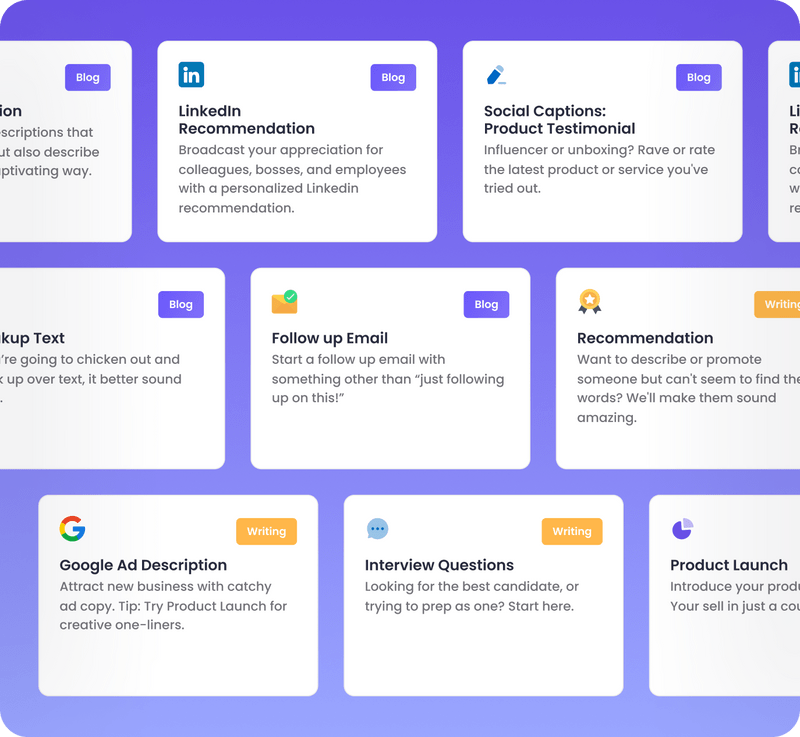 Blog
ion
scriptions that
ut also describe
ptivating way.
in
Blog
LinkedIn
Recommendation
Broadcast your appreciation for
colleagues, bosses, and employees
with a personalized Linkedin
recommendation.
Blog
Social Captions:
Product Testimonial
Influencer or unboxing? Rave or rate
the latest product or service you've
tried out.
Blog
kup Text
're going to chicken out and
k up over text, it better sound
.
Blog
Follow up Email
Start a follow up email with
something other than “just following
up on this!”
Writing
Recommendation
Want to describe or promote
someone but can't seem to find the
words? We'll make them sound
amazing.
G
Writing
Google Ad Description
Attract new business with catchy
ad copy. Tip: Try Product Launch for
creative one-liners.
Writing
Interview Questions
Looking for the best candidate, or
trying to prep as one? Start here.
Product Launch
Introduce your produ
Your sell in just a cou